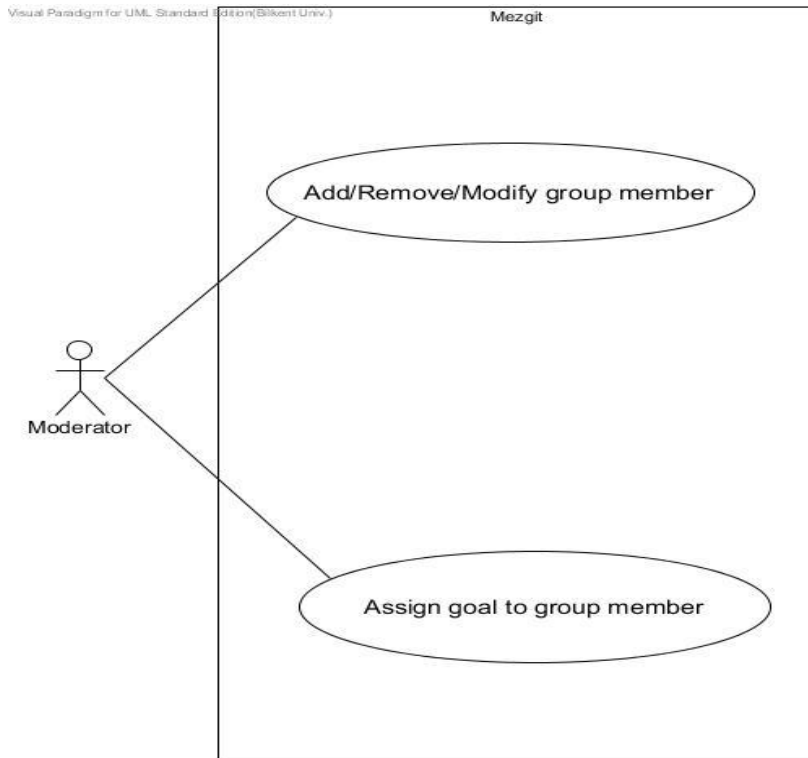 Visual Paradigm for UML Standard Edition(Bilkent Univ.)
Mezgit
Add/Remove/Modify group member
Moderator
Assign goal to group member